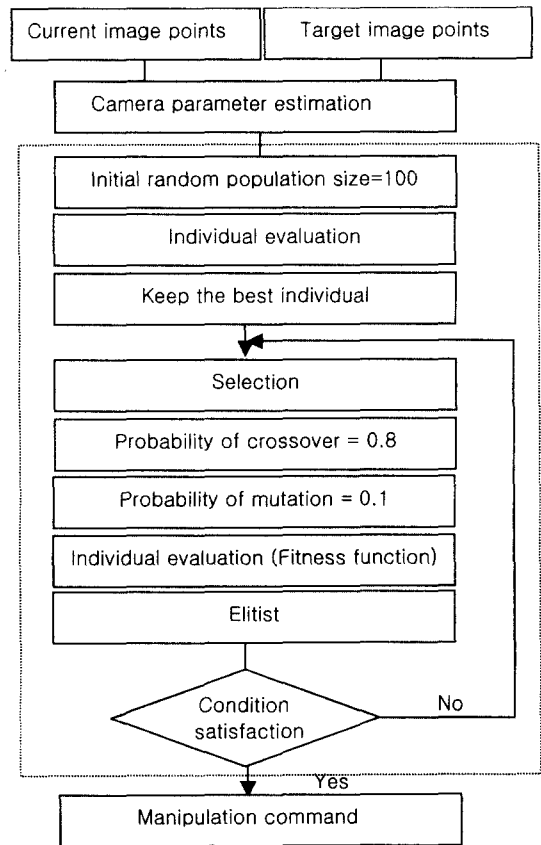 Current image points
Target image points
Camera parameter estimation
Initial random population size=100
Individual evaluation
Keep the best individual
Selection
Probability of crossover = 0.8
Probability of mutation = 0.1
Individual evaluation (Fitness function)
Elitist
Condition
satisfaction
No
Yes
Manipulation command